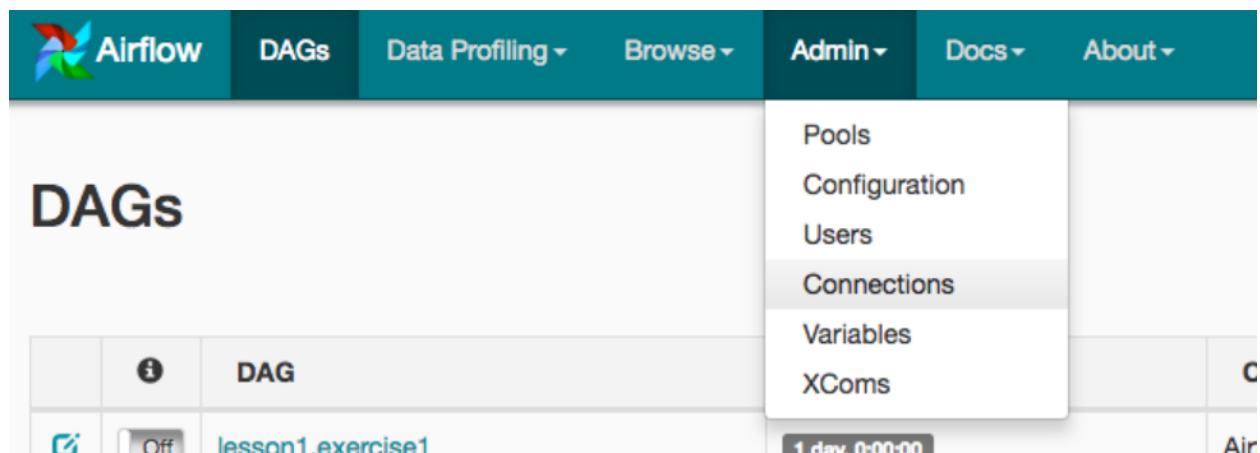 Airflow DAGs Data Profiling Browse Admin Docs About
Pools
Configuration
Users
Connections
Variables
XComs
DAGs
DAG
Off lesson1.exercise1 1 day, 0:00:00